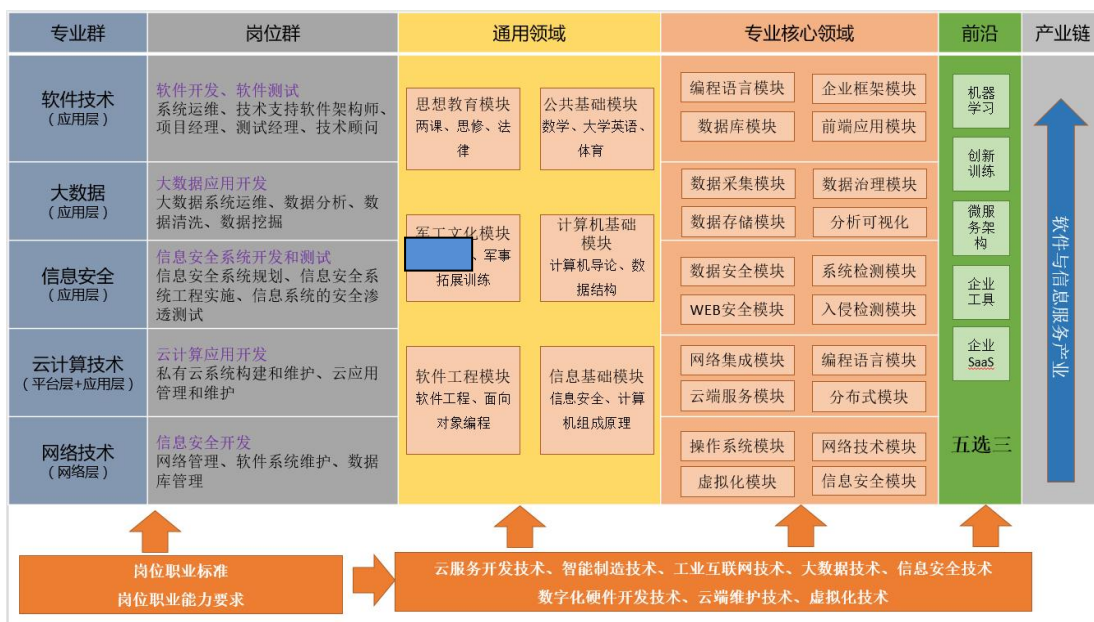 专业群
岗位群
通用领域
专业核心领域
前沿
产业链
软件技术
（应用层）
软件开发、软件测试
系统运维、技术支持软件架构师、
项目经理、测试经理、技术顾问
大数据
（应用层）
大数据应用开发
大数据系统运维、数据分析、数
据清洗、数据挖掘
信息安全
（应用层）
信息安全系统开发和测试
信息安全系统规划、信息安全系
统工程实施、信息系统的安全渗
透测试
云计算技术
（平台层+应用层）
云计算应用开发
私有云系统构建和维护、云应用
管理和维护
网络技术
（网络层）
信息安全开发
网络管理、软件系统维护、数据
库管理
思想教育模块
两课、思修、法
律
公共基础模块
数学、大学英语、
体育
军工文化模块
、军事
拓展训练
计算机基础
模块
计算机导论、数
据结构
软件工程模块
软件工程、面向
对象编程
信息基础模块
信息安全、计算
机组成原理
编程语言模块
企业框架模块
数据库模块
前端应用模块
数据采集模块
数据治理模块
数据存储模块
分析可视化
数据安全模块
系统检测模块
WEB安全模块
入侵检测模块
网络集成模块
编程语言模块
云端服务模块
分布式模块
操作系统模块
网络技术模块
虚拟化模块
信息安全模块
机器
学习
创新
训练
微服
务架
构
企业
工具
企业
SaaS
五选三
软件与信息服务产业
岗位职业标准
岗位职业能力要求
云服务开发技术、智能制造技术、工业互联网技术、大数据技术、信息安全技术
数字化硬件开发技术、云端维护技术、虚拟化技术